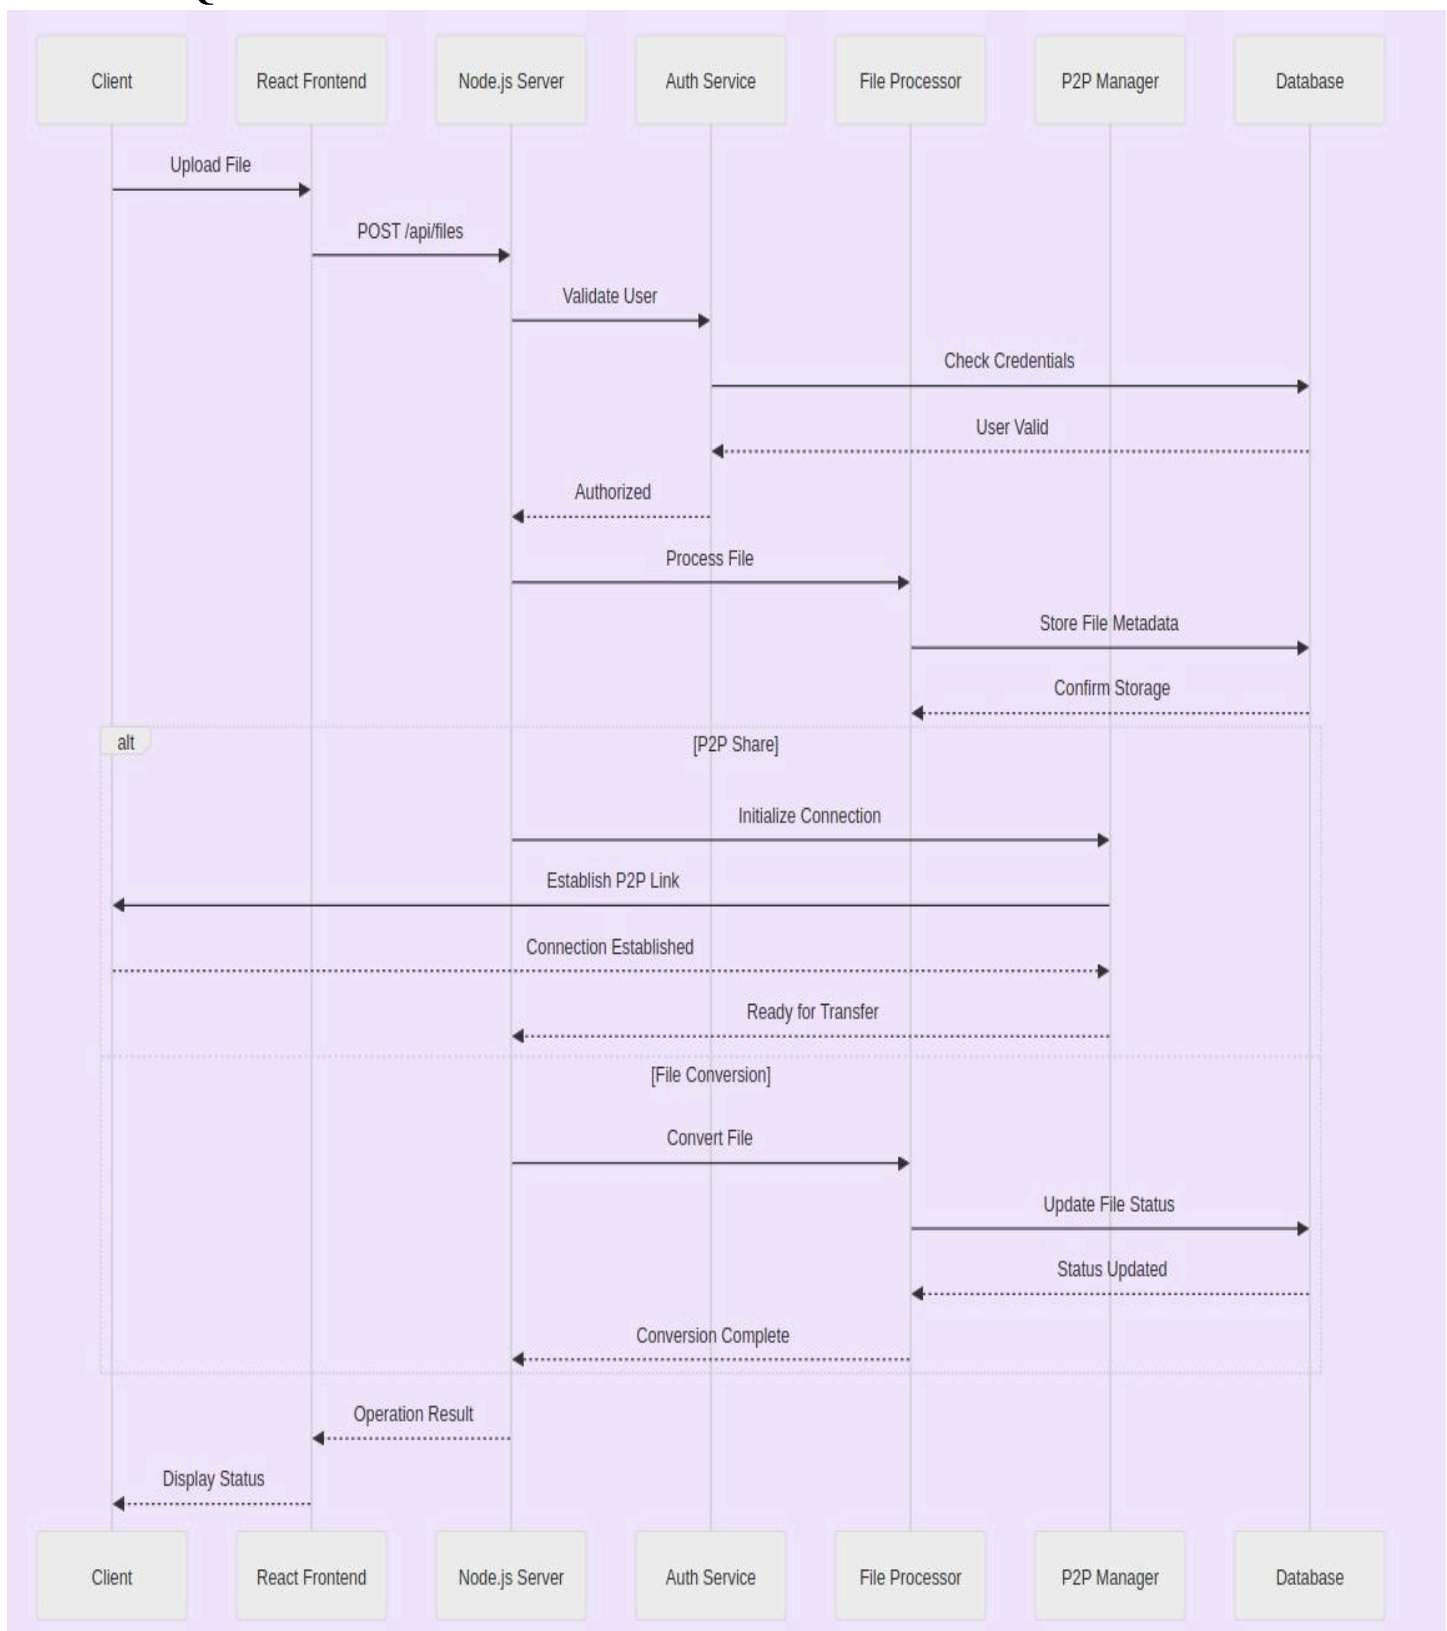 Client
React Frontend
Node.js Server
Auth Service
File Processor
P2P Manager
Database
Upload File
POST /api/files
Validate User
Check Credentials
User Valid
Authorized
Process File
Store File Metadata
Confirm Storage
alt
[P2P Share]
Initialize Connection
Establish P2P Link
Connection Established
Ready for Transfer
[File Conversion]
Convert File
Update File Status
Status Updated
Conversion Complete
Operation Result
Display Status
Client
React Frontend
Node.js Server
Auth Service
File Processor
P2P Manager
Database